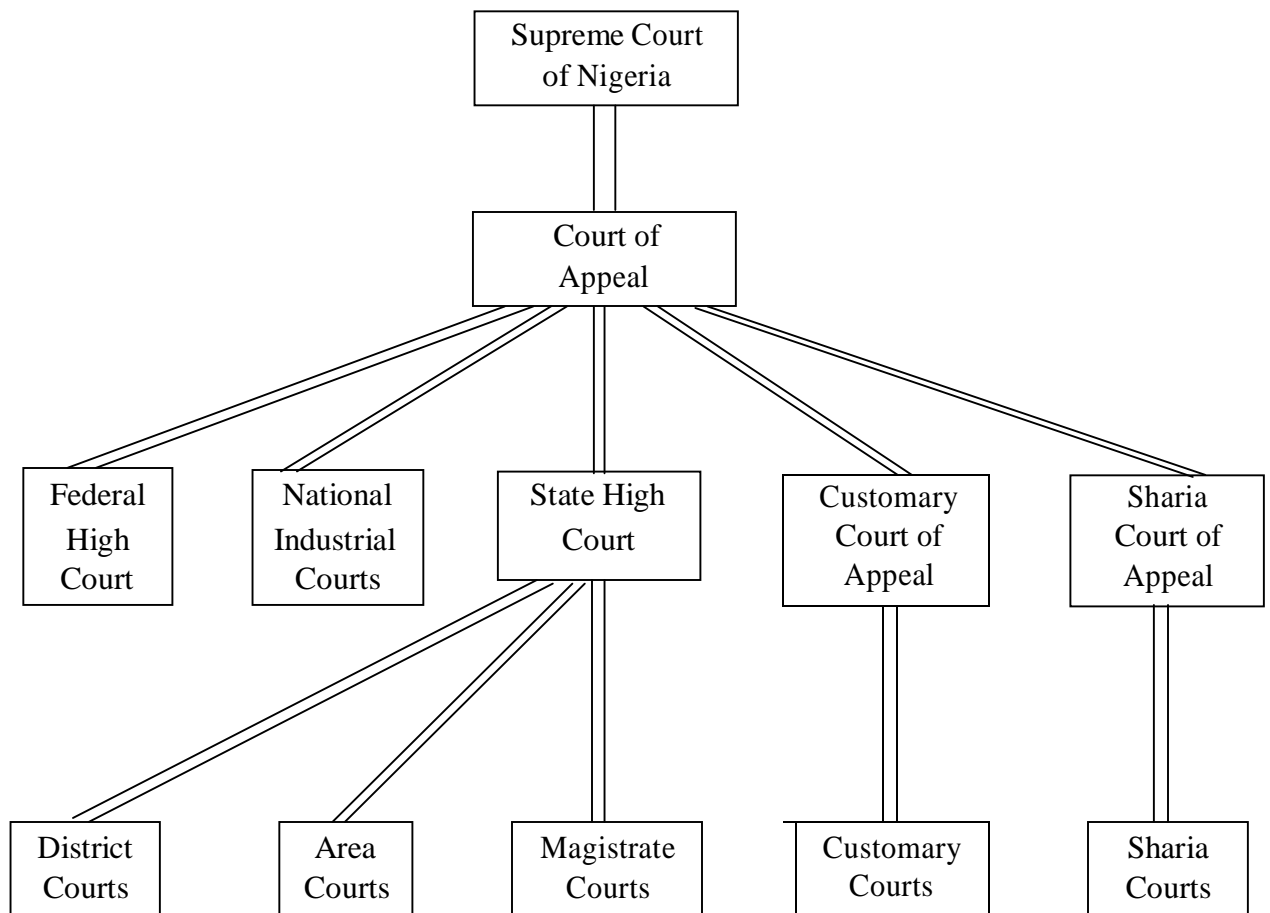 Supreme Court
of Nigeria
Court of
Appeal
Federal
High
Court
National
Industrial
Courts
State High
Court
Customary
Court of
Appeal
Sharia
Court of
Appeal
District
Courts
Area
Courts
Magistrate
Courts
Customary
Courts
Sharia
Courts